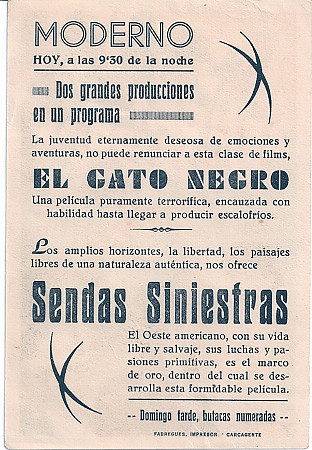 MODERNO
HOY, a las 9'30 de la noche
Dos grandes producciones
en un programa
La juventud eternamente deseosa de emociones y
aventuras, no puede renunciar a esta clase de films,
EL GATO NEGRO
Una película puramente terrorífica, encauzada con
habilidad hasta llegar a producir escalofríos.
Los amplios horizontes, la libertad, los paisajes
libres de una naturaleza auténtica, nos ofrece
Sendas Siniestras
El Oeste americano, con su vida
libre y salvaje, sus luchas y pa-
siones primitivas, es el marco
de oro, dentro del cual se des-
arrolla esta formidable película.
-- Domingo tarde, butacas numeradas --
FABREGUES, IMPRESOR - CARCAGENTE